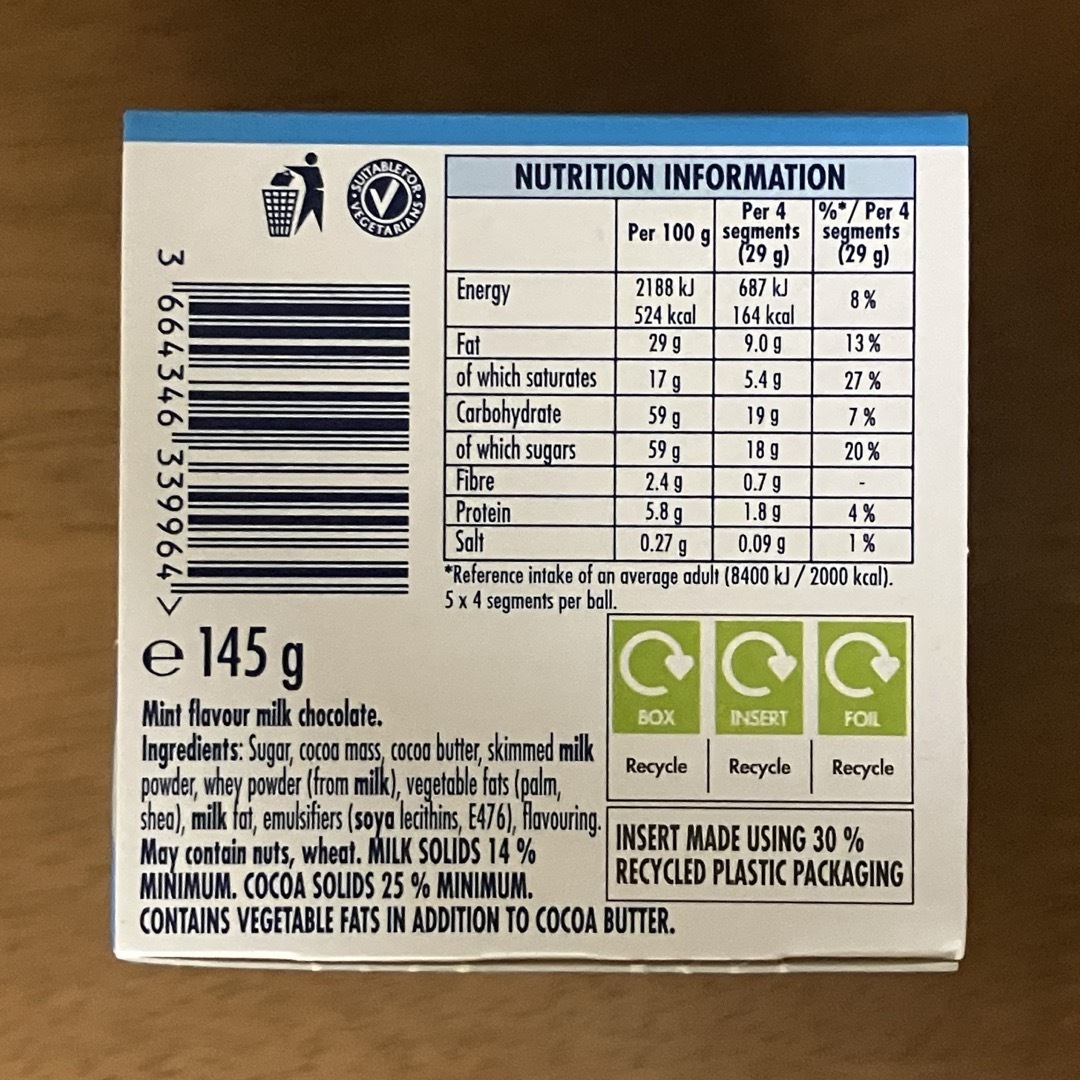 SUITABLE FOR VEGETARIANS
3 664346 339964 >
NUTRITION INFORMATION
Per 100 g
Per 4 segments (29 g)
%*/ Per 4 segments (29 g)
Energy 2188 kJ 524 kcal 687 kJ 164 kcal 8 %
Fat 29 g 9.0 g 13 %
of which saturates 17 g 5.4 g 27 %
Carbohydrate 59 g 19 g 7 %
of which sugars 59 g 18 g 20 %
Fibre 2.4 g 0.7 g -
Protein 5.8 g 1.8 g 4 %
Salt 0.27 g 0.09 g 1 %
*Reference intake of an average adult (8400 kJ / 2000 kcal).
5 x 4 segments per ball.
e 145 g
Mint flavour milk chocolate.
Ingredients: Sugar, cocoa mass, cocoa butter, skimmed milk
powder, whey powder (from milk), vegetable fats (palm,
shea), milk fat, emulsifiers (soya lecithins, E476), flavouring.
May contain nuts, wheat. MILK SOLIDS 14 %
MINIMUM. COCOA SOLIDS 25 % MINIMUM.
CONTAINS VEGETABLE FATS IN ADDITION TO COCOA BUTTER.
BOX INSERT FOIL
Recycle Recycle Recycle
INSERT MADE USING 30 %
RECYCLED PLASTIC PACKAGING